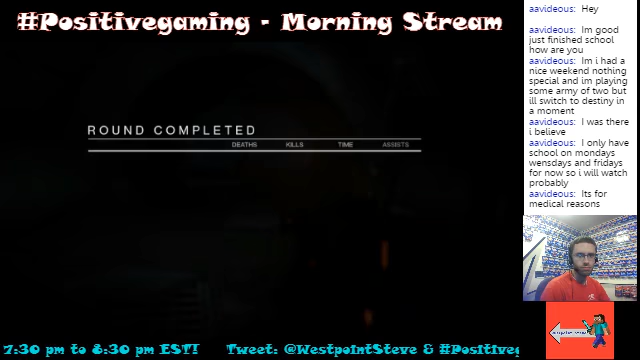 #Positivegaming - Morning Stream
ROUND COMPLETED
DEATHS KILLS TIME ASSISTS
aavideous: Hey
aavideous: Im good
just finished school
how are you
aavideous: Im i had a
nice weekend nothing
special and im playing
some army of two but
ill switch to destiny in
a moment
aavideous: I was there
i believe
aavideous: I only have
school on mondays
wensdays and fridays
for now so i will watch
probably
aavideous: Its for
medical reasons
7:30 pm to 8:30 pm EST! Tweet: @WestpointSteve & #Positiveg